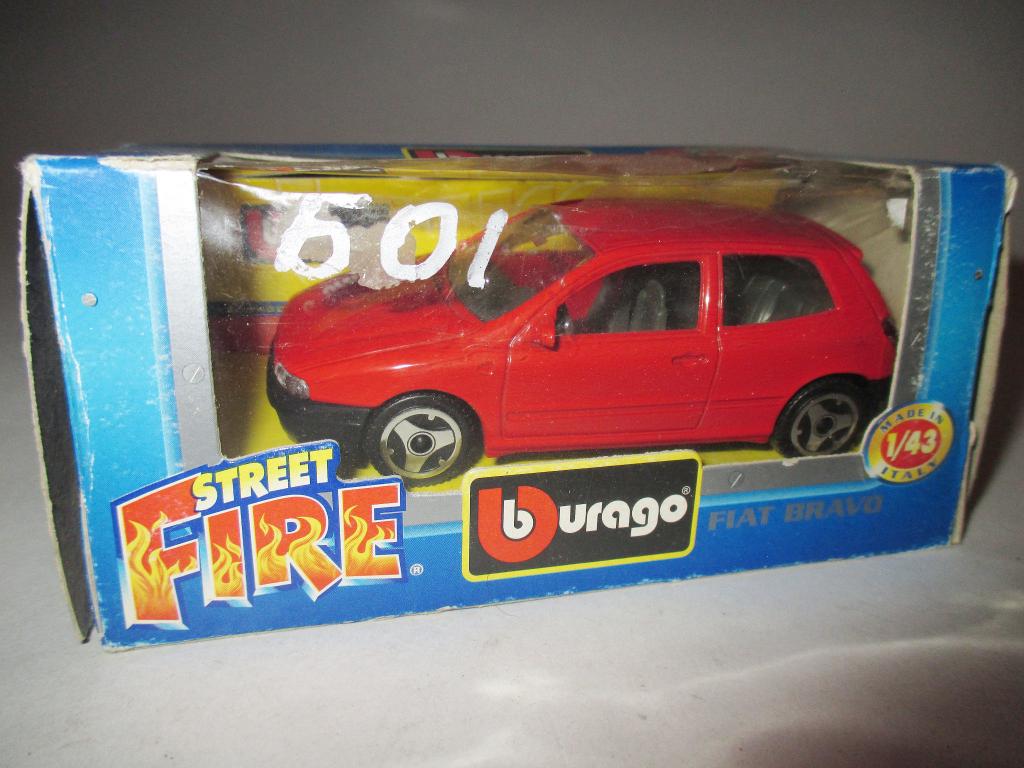 601
STREET
FIRE®
burago®
FIAT BRAVO
MADE IN
1/43
ITALY